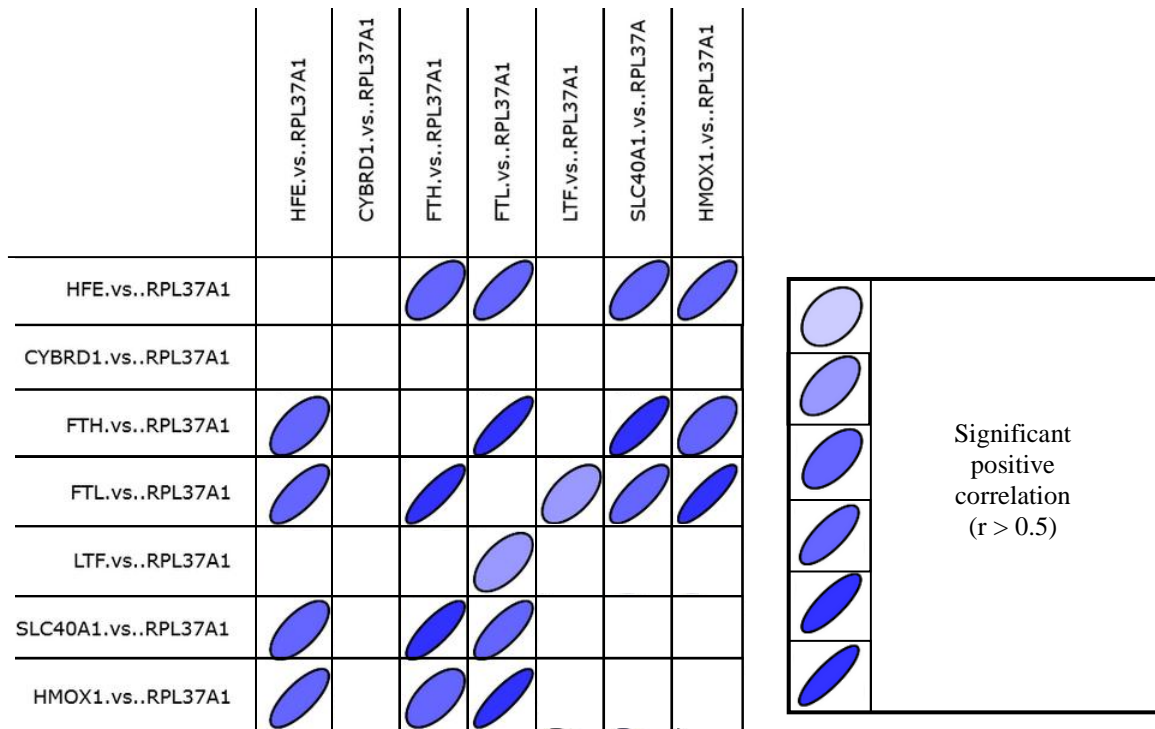 HFE.vs..RPL37A1
CYBRD1.vs..RPL37A1
FTH.vs..RPL37A1
FTL.vs..RPL37A1
LTF.vs..RPL37A1
SLC40A1.vs..RPL37A
HMOX1.vs..RPL37A1
HFE.vs..RPL37A1
CYBRD1.vs..RPL37A1
FTH.vs..RPL37A1
FTL.vs..RPL37A1
LTF.vs..RPL37A1
SLC40A1.vs..RPL37A1
HMOX1.vs..RPL37A1
Significant
positive
correlation
(r > 0.5)